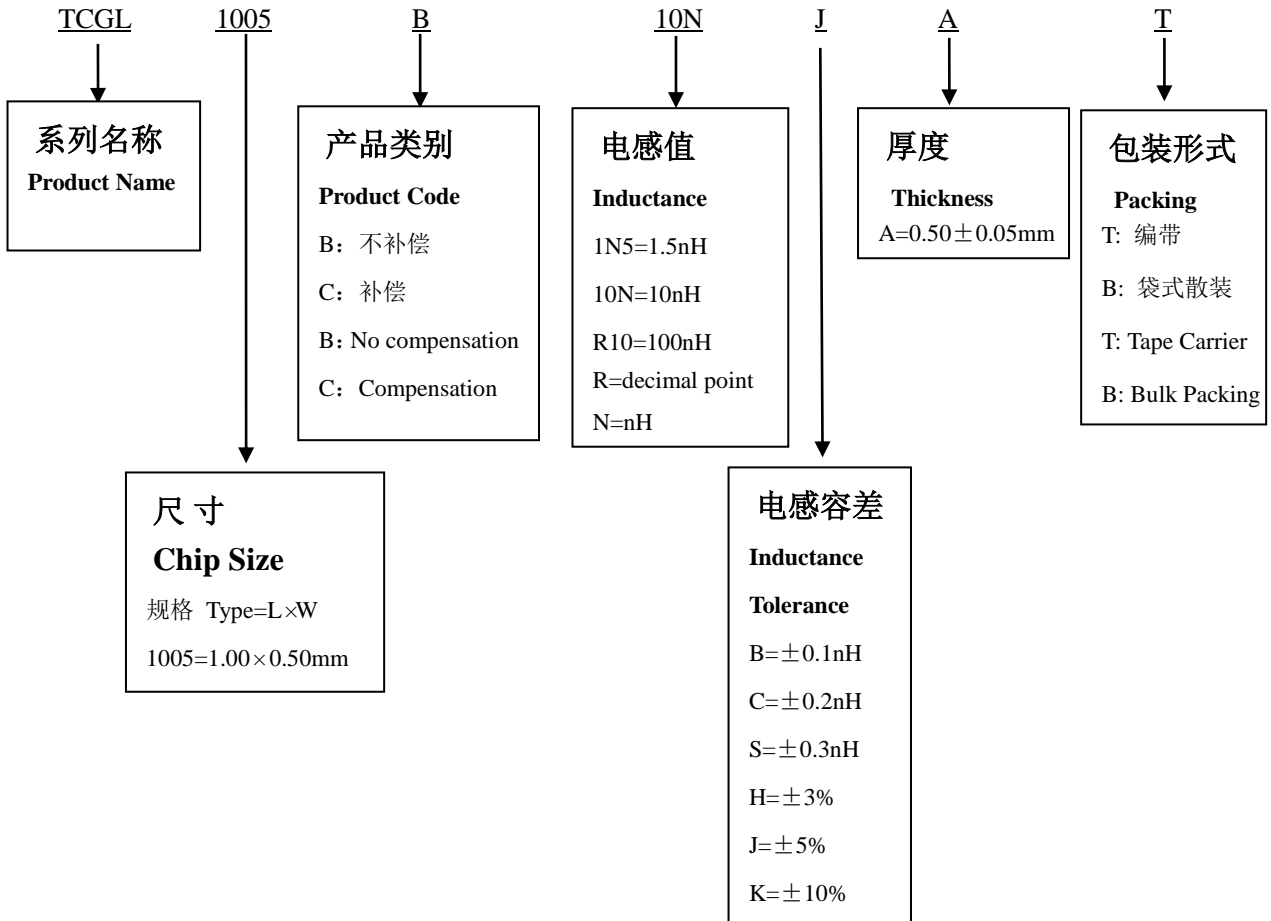 TCGL 1005 B 10N J A T
系列名称
Product Name
产品类别
Product Code
B：不补偿
C：补偿
B：No compensation
C：Compensation
电感值
Inductance
1N5=1.5nH
10N=10nH
R10=100nH
R=decimal point
N=nH
厚度
Thickness
A=0.50±0.05mm
包装形式
Packing
T: 编带
B: 袋式散装
T: Tape Carrier
B: Bulk Packing
尺寸
Chip Size
规格 Type=L×W
1005=1.00×0.50mm
电感容差
Inductance
Tolerance
B=±0.1nH
C=±0.2nH
S=±0.3nH
H=±3%
J=±5%
K=±10%